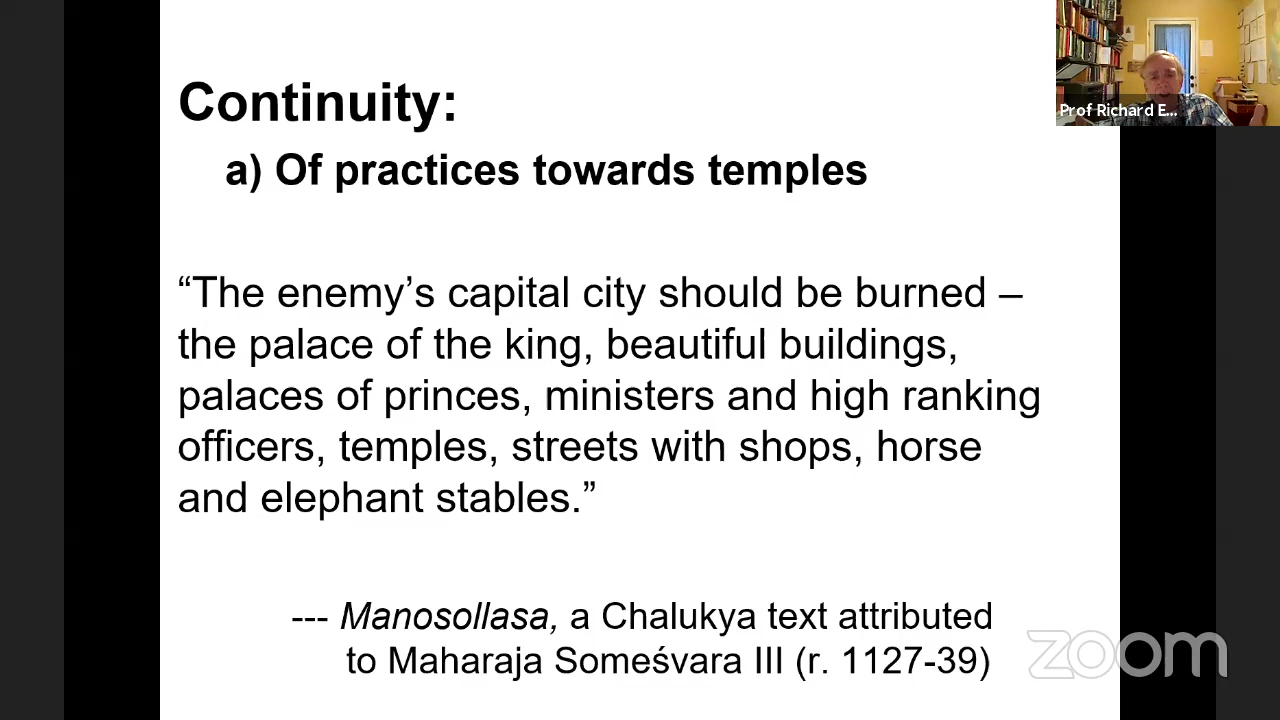 Continuity:
a) Of practices towards temples
“The enemy’s capital city should be burned –
the palace of the king, beautiful buildings,
palaces of princes, ministers and high ranking
officers, temples, streets with shops, horse
and elephant stables.”
--- Manosollasa, a Chalukya text attributed
to Maharaja Someśvara III (r. 1127-39)
Prof Richard E...
zoom